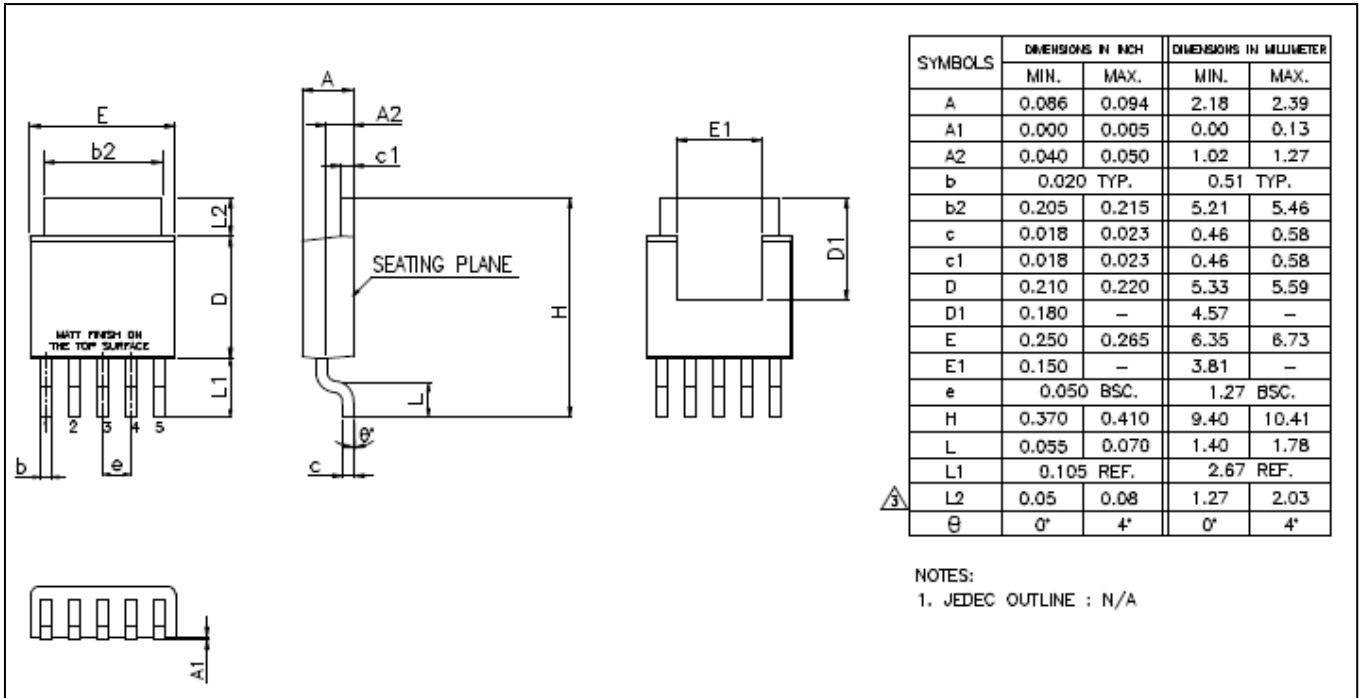 E
b2
L2
D
MATT FINISH ON
THE TOP SURFACE
L1
1 2 3 4 5
b
e
A
A2
c1
SEATING PLANE
H
L
θ°
c
E1
D1
A1
SYMBOLS DIMENSIONS IN INCH DIMENSIONS IN MILLIMETER
MIN. MAX. MIN. MAX.
A 0.086 0.094 2.18 2.39
A1 0.000 0.005 0.00 0.13
A2 0.040 0.050 1.02 1.27
b 0.020 TYP. 0.51 TYP.
b2 0.205 0.215 5.21 5.46
c 0.018 0.023 0.46 0.58
c1 0.018 0.023 0.46 0.58
D 0.210 0.220 5.33 5.59
D1 0.180 – 4.57 –
E 0.250 0.265 6.35 6.73
E1 0.150 – 3.81 –
e 0.050 BSC. 1.27 BSC.
H 0.370 0.410 9.40 10.41
L 0.055 0.070 1.40 1.78
L1 0.105 REF. 2.67 REF.
3 L2 0.05 0.08 1.27 2.03
θ 0° 4° 0° 4°
NOTES:
1. JEDEC OUTLINE : N/A